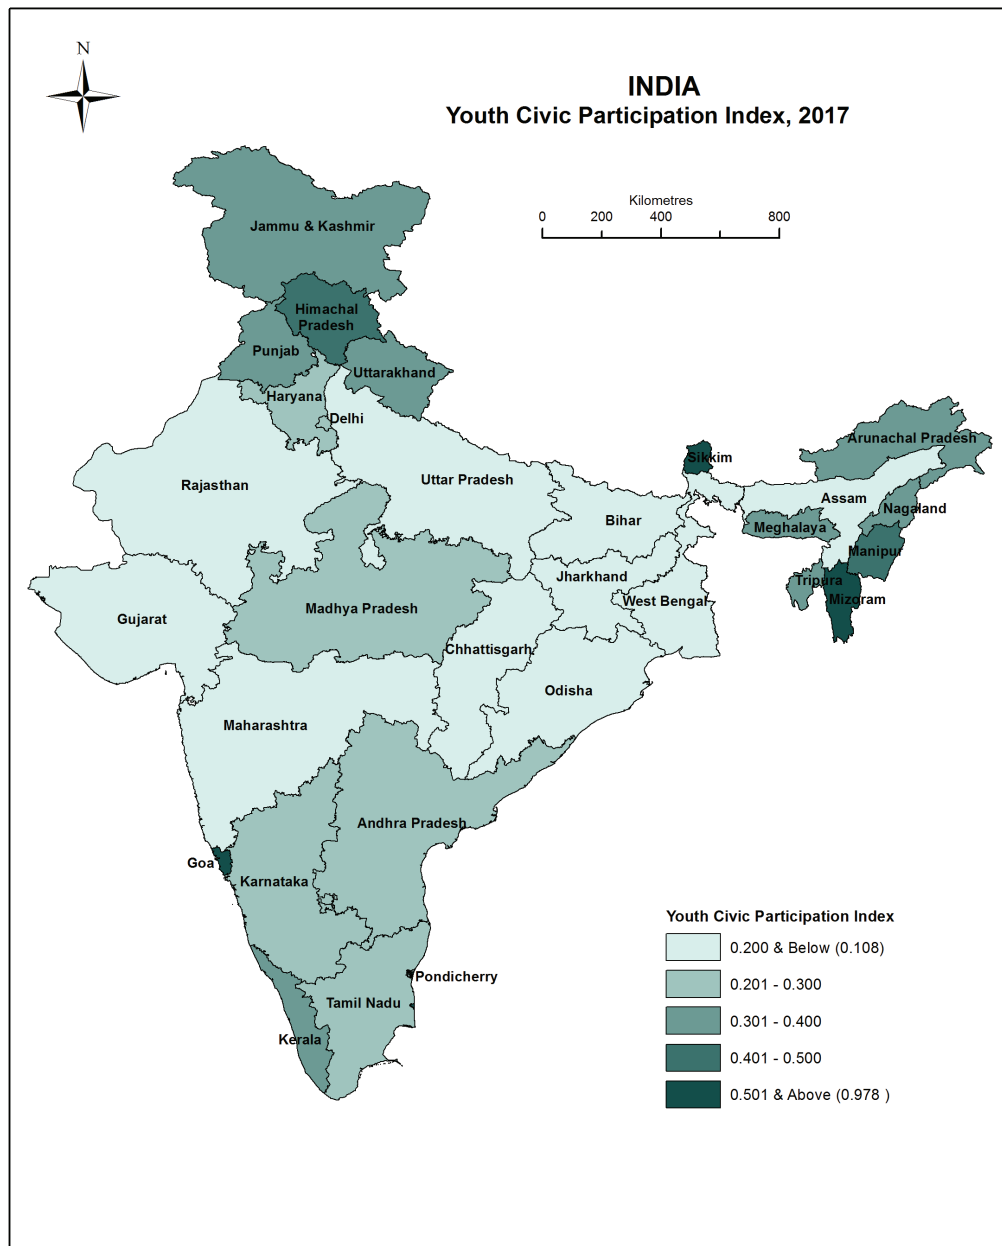 N
INDIA
Youth Civic Participation Index, 2017
Kilometres
0 200 400 800
Jammu & Kashmir
Himachal
Pradesh
Punjab
Uttarakhand
Haryana
Delhi
Arunachal Pradesh
Sikkim
Rajasthan
Uttar Pradesh
Assam
Nagaland
Bihar
Meghalaya
Manipur
Jharkhand
Tripura
Madhya Pradesh
West Bengal
Mizoram
Gujarat
Chhattisgarh
Odisha
Maharashtra
Andhra Pradesh
Goa
Karnataka
Pondicherry
Tamil Nadu
Kerala
Youth Civic Participation Index
0.200 & Below (0.108)
0.201 - 0.300
0.301 - 0.400
0.401 - 0.500
0.501 & Above (0.978 )